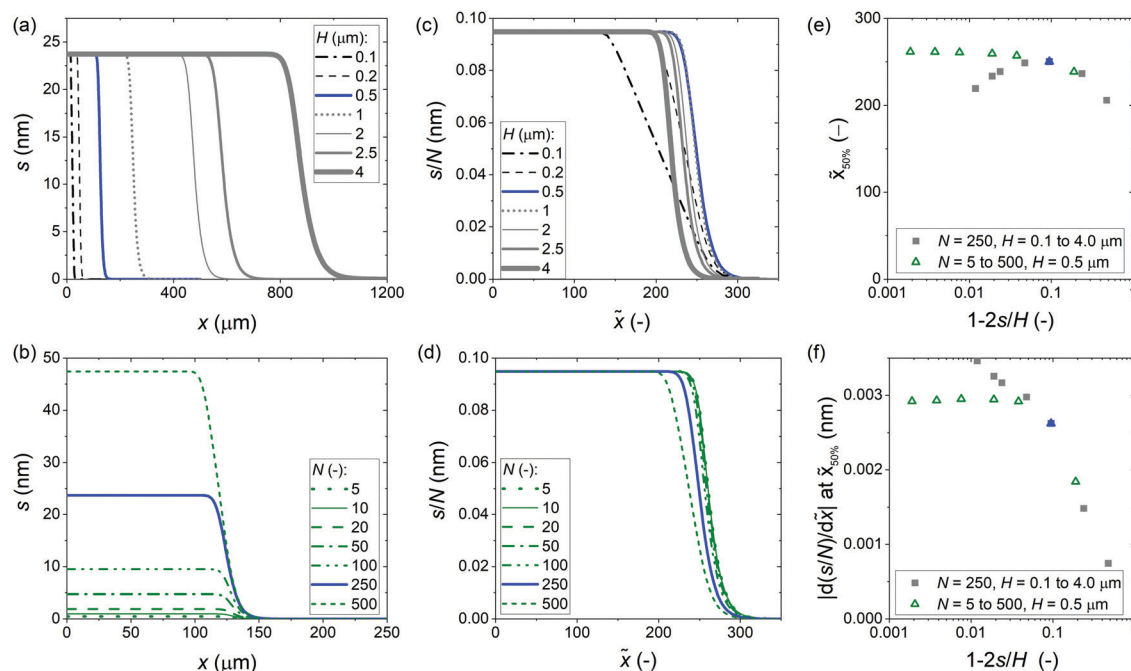 (a)
25
20
15
10
5
0
s (nm)
H (μm):
0.1
0.2
0.5
1
2
2.5
4
0 400 800 1200
x (μm)
(c)
0.10
0.08
0.06
0.04
0.02
0.00
s/N (nm)
H (μm):
0.1
0.2
0.5
1
2
2.5
4
0 100 200 300
x̃ (-)
(e)
300
200
100
0
x̃50% (–)
N = 250, H = 0.1 to 4.0 μm
N = 5 to 500, H = 0.5 μm
0.001 0.01 0.1 1
1-2s/H (-)
(b)
50
40
30
20
10
0
s (nm)
N (-):
5
10
20
50
100
250
500
0 50 100 150 200 250
x (μm)
(d)
0.10
0.08
0.06
0.04
0.02
0.00
s/N (nm)
N (-):
5
10
20
50
100
250
500
0 100 200 300
x̃ (-)
(f)
0.003
0.002
0.001
0.000
|d(s/N)/dx̃| at x̃50% (nm)
N = 250, H = 0.1 to 4.0 μm
N = 5 to 500, H = 0.5 μm
0.001 0.01 0.1 1
1-2s/H (-)